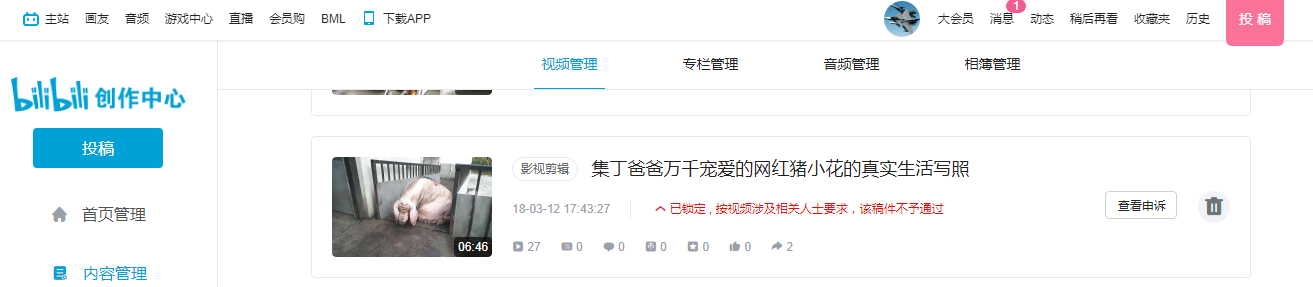 主站 画友 音频 游戏中心 直播 会员购 BML 下载APP 大会员 消息 1 动态 稍后再看 收藏夹 历史 投稿
视频管理 专栏管理 音频管理 相簿管理
bilibili 创作中心
投稿
首页管理
内容管理
影视剪辑 集丁爸爸万千宠爱的网红猪小花的真实生活写照
18-03-12 17:43:27 已锁定，按视频涉及相关人士要求，该稿件不予通过 查看申诉
06:46
27 0 0 0 0 0 2